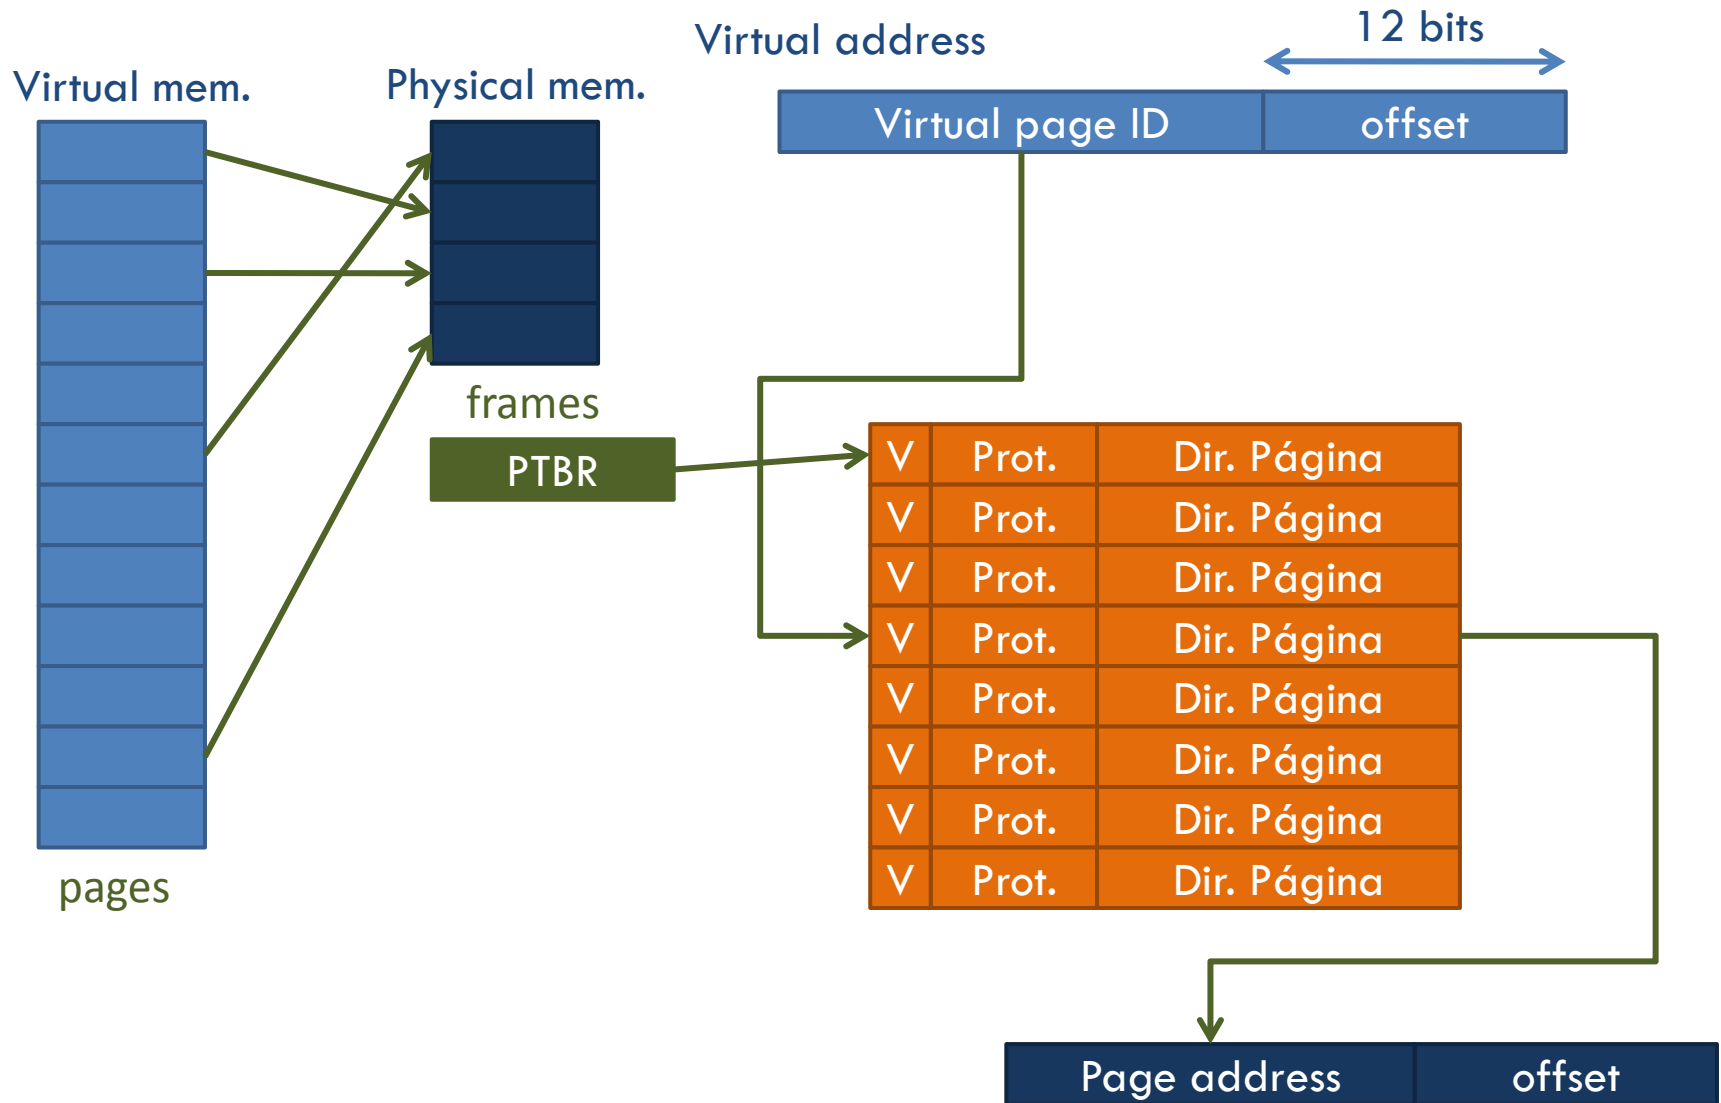 Virtual address
12 bits
Virtual mem.
Physical mem.
Virtual page ID offset
frames
PTBR
V Prot. Dir. Página
V Prot. Dir. Página
V Prot. Dir. Página
V Prot. Dir. Página
V Prot. Dir. Página
V Prot. Dir. Página
V Prot. Dir. Página
V Prot. Dir. Página
pages
Page address offset